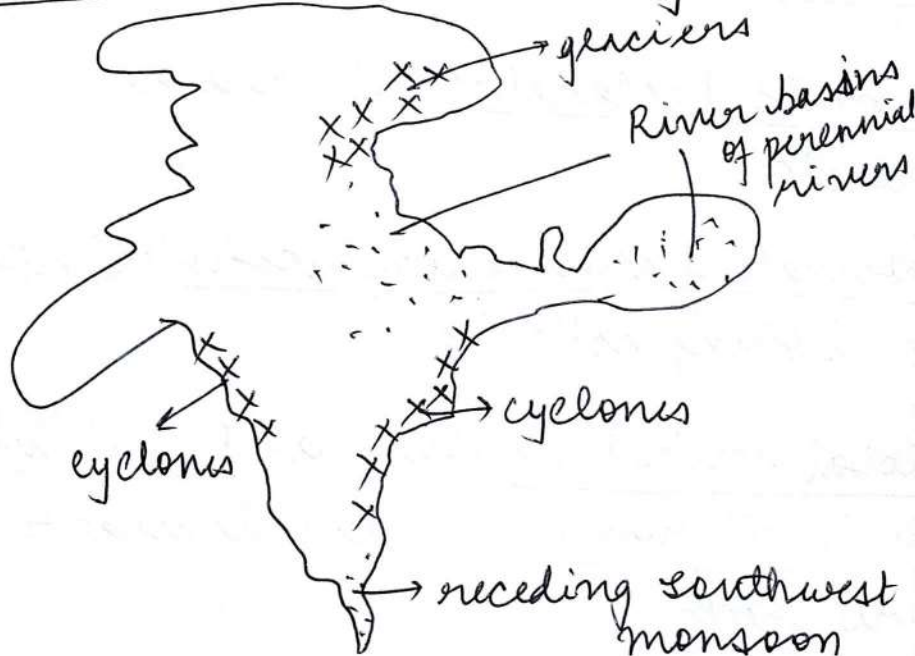 glaciers
River basins
of perennial
rivers
cyclones
cyclones
receding southwest
monsoon